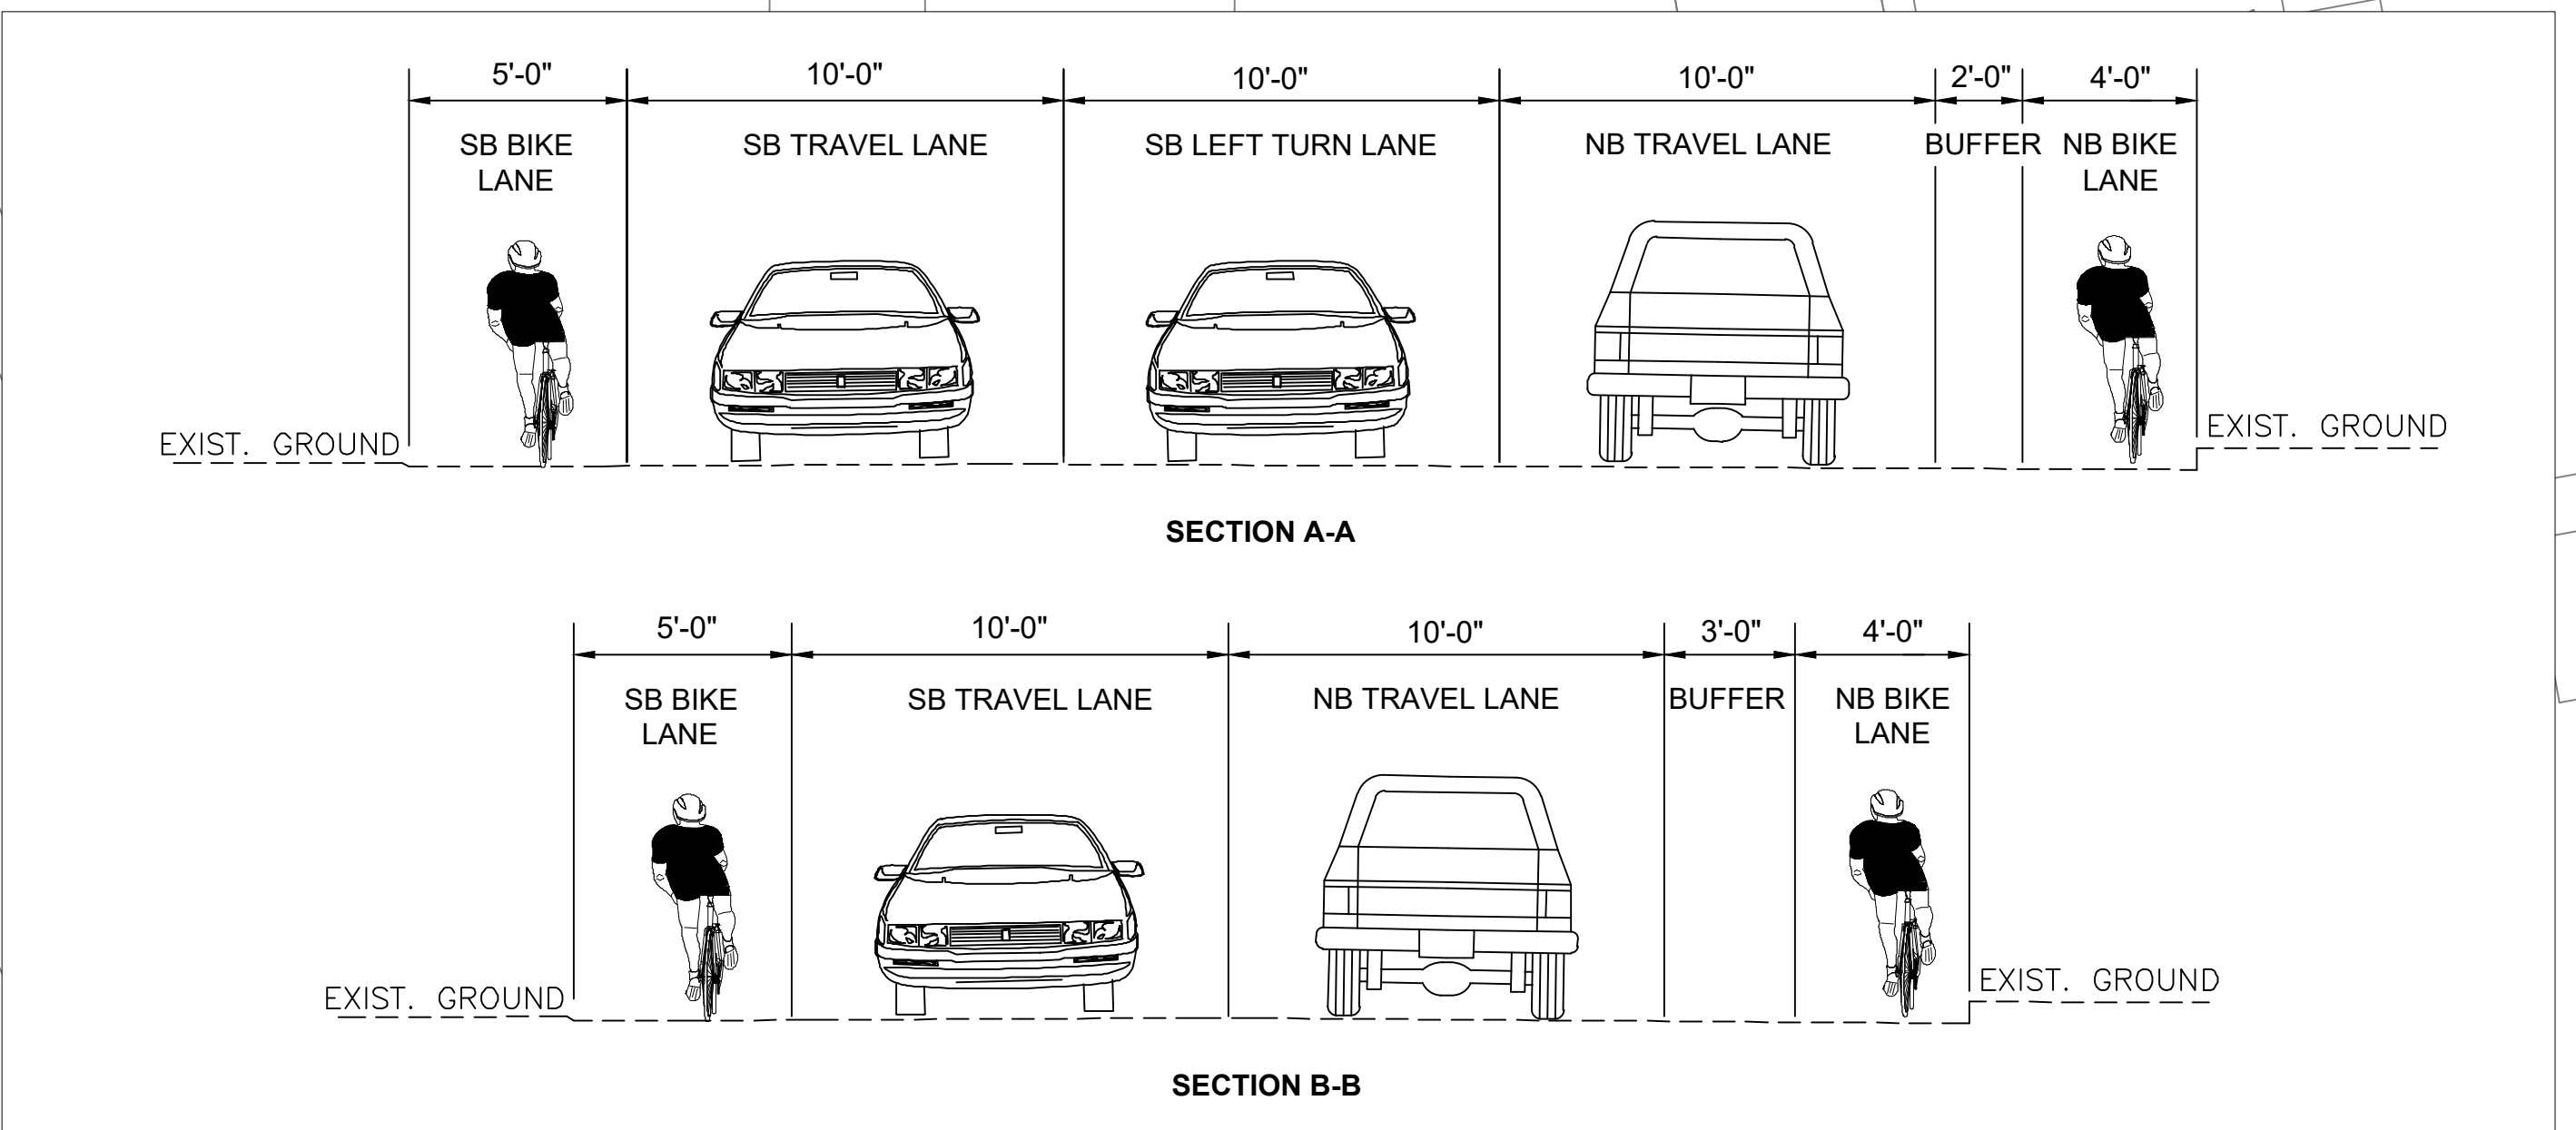 5'-0" 10'-0" 10'-0" 10'-0" 2'-0" 4'-0"
SB BIKE SB TRAVEL LANE SB LEFT TURN LANE NB TRAVEL LANE BUFFER NB BIKE
LANE LANE
EXIST. GROUND EXIST. GROUND
SECTION A-A
5'-0" 10'-0" 10'-0" 3'-0" 4'-0"
SB BIKE SB TRAVEL LANE NB TRAVEL LANE BUFFER NB BIKE
LANE LANE
EXIST. GROUND EXIST. GROUND
SECTION B-B